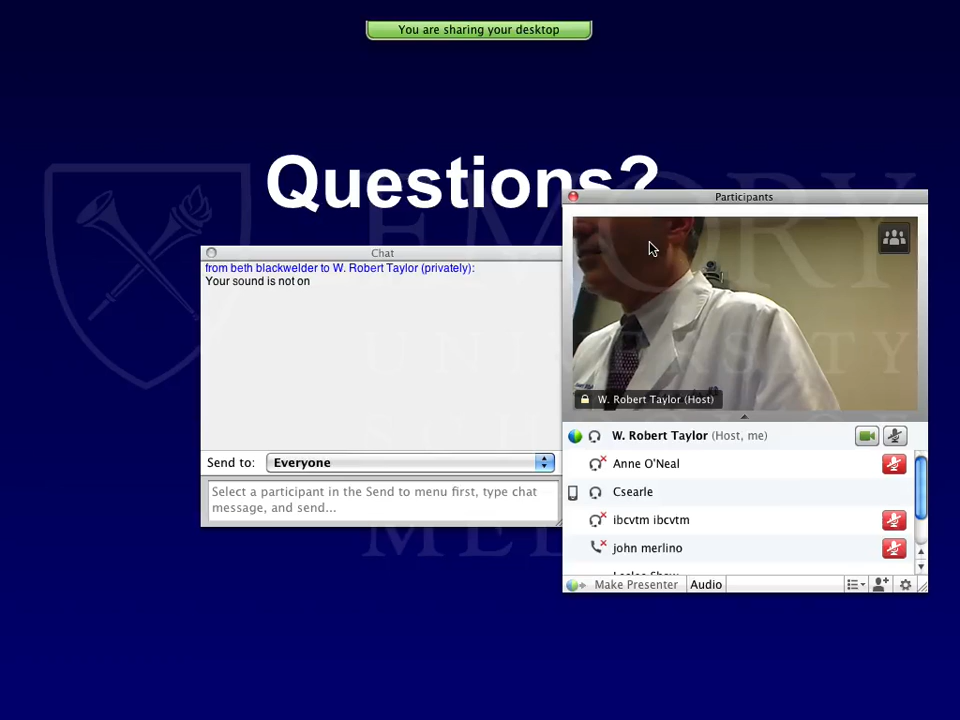 You are sharing your desktop
Questions?
EMORY
UNIVERSITY
Participants
W. Robert Taylor (Host)
Chat
from beth blackwelder to W. Robert Taylor (privately):
Your sound is not on
Send to: Everyone
Select a participant in the Send to menu first, type chat
message, and send...
W. Robert Taylor (Host, me)
Anne O'Neal
Csearle
ibcvtm ibcvtm
john merlino
Make Presenter
Audio